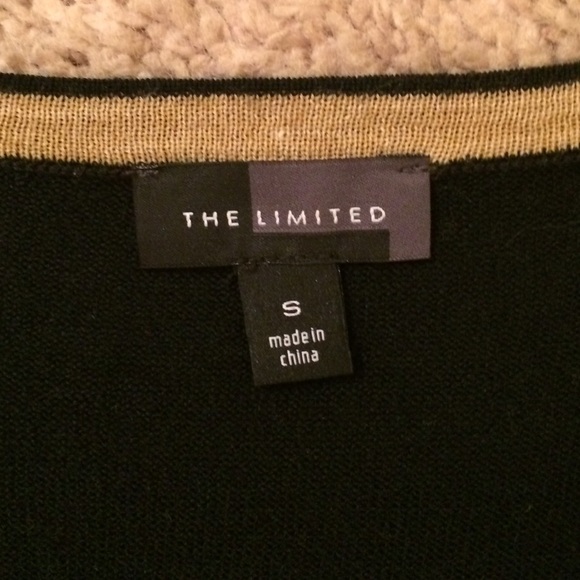 THE LIMITED
S
made in
china